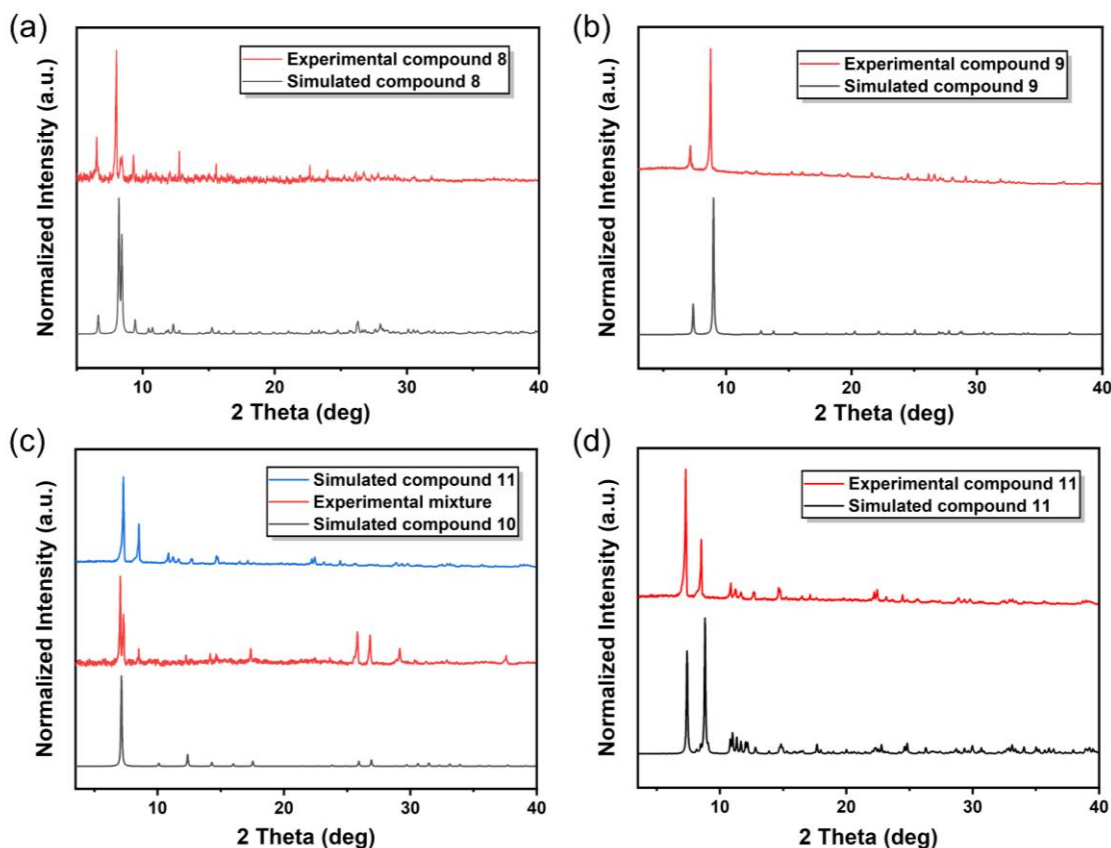 (a)
Normalized Intensity (a.u.)
Experimental compound 8
Simulated compound 8
10
20
30
40
2 Theta (deg)
(b)
Normalized Intensity (a.u.)
Experimental compound 9
Simulated compound 9
10
20
30
40
2 Theta (deg)
(c)
Normalized Intensity (a.u.)
Simulated compound 11
Experimental mixture
Simulated compound 10
10
20
30
40
2 Theta (deg)
(d)
Normalized Intensity (a.u.)
Experimental compound 11
Simulated compound 11
10
20
30
40
2 Theta (deg)